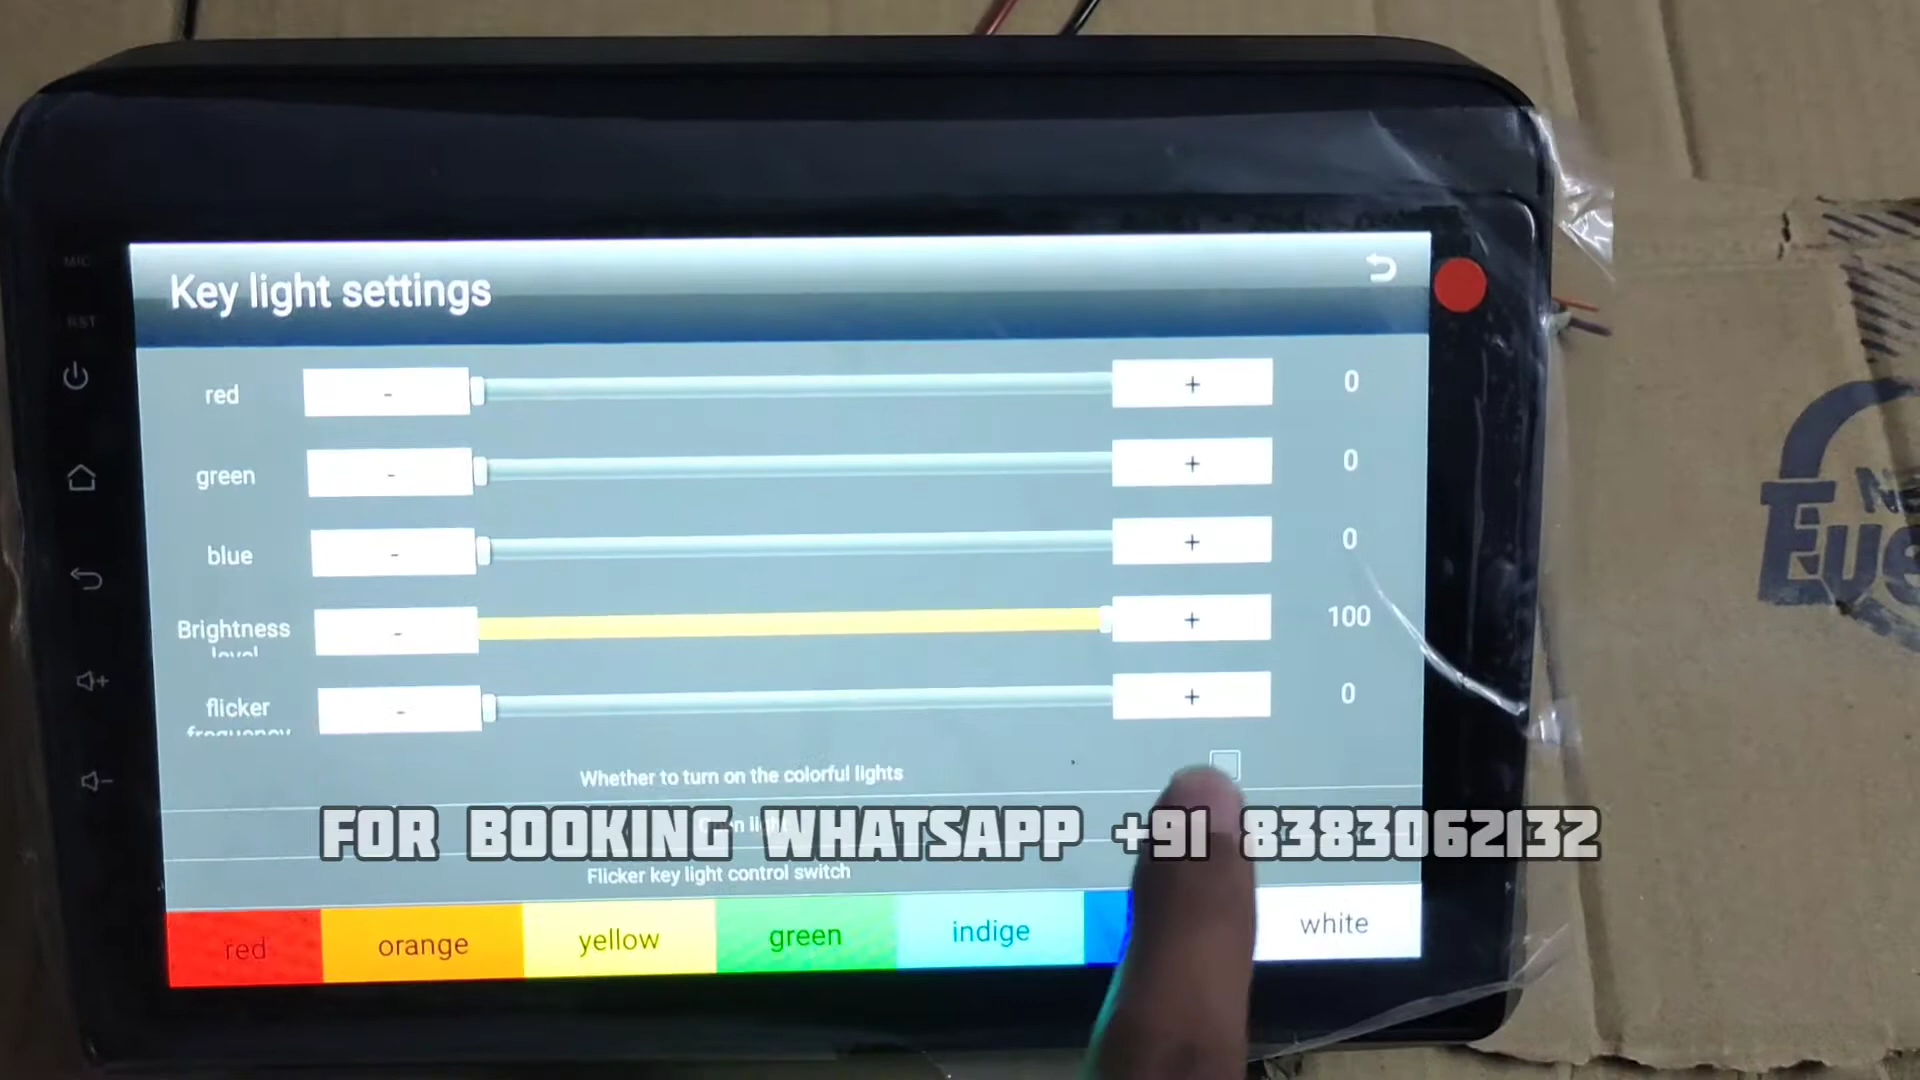 MIC
Key light settings
RST
red - + 0
green - + 0
blue - + 0
Brightness level - + 100
flicker frequency - + 0
Whether to turn on the colorful lights
FOR BOOKING WHATSAPP +91 8383062132
Flicker key light control switch
red orange yellow green indige white